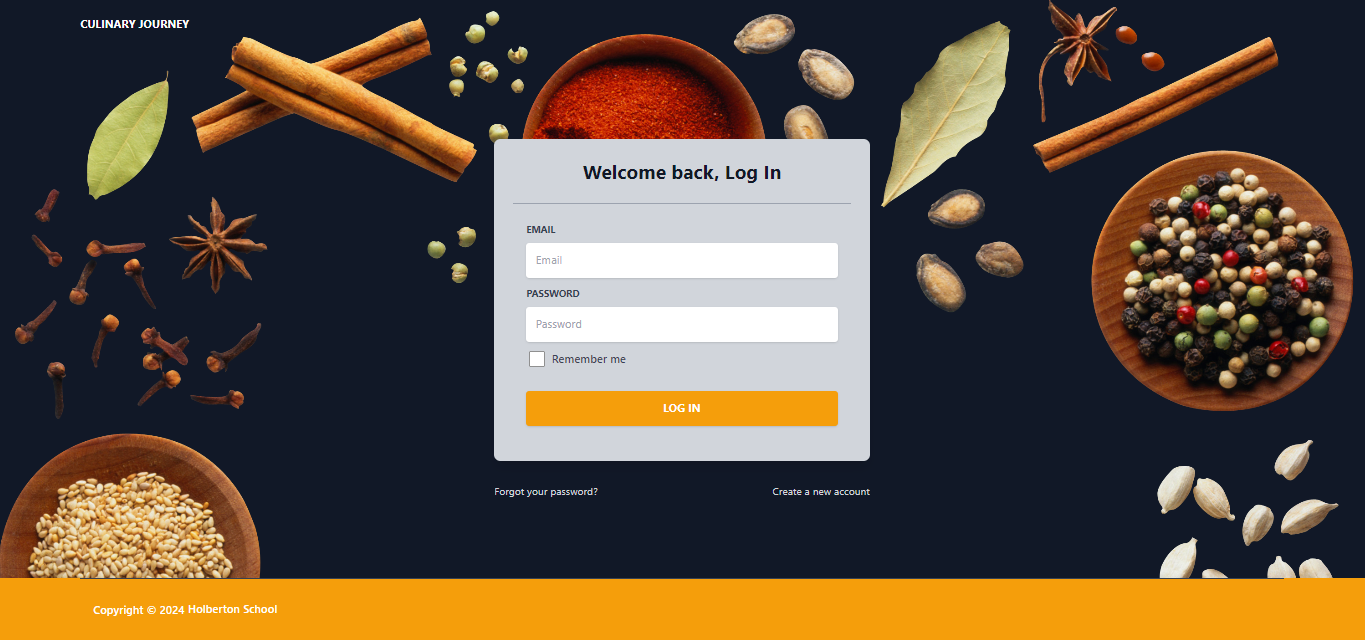 CULINARY JOURNEY
Welcome back, Log In
EMAIL
Email
PASSWORD
Password
Remember me
LOG IN
Forgot your password?
Create a new account
Copyright © 2024 Holberton School